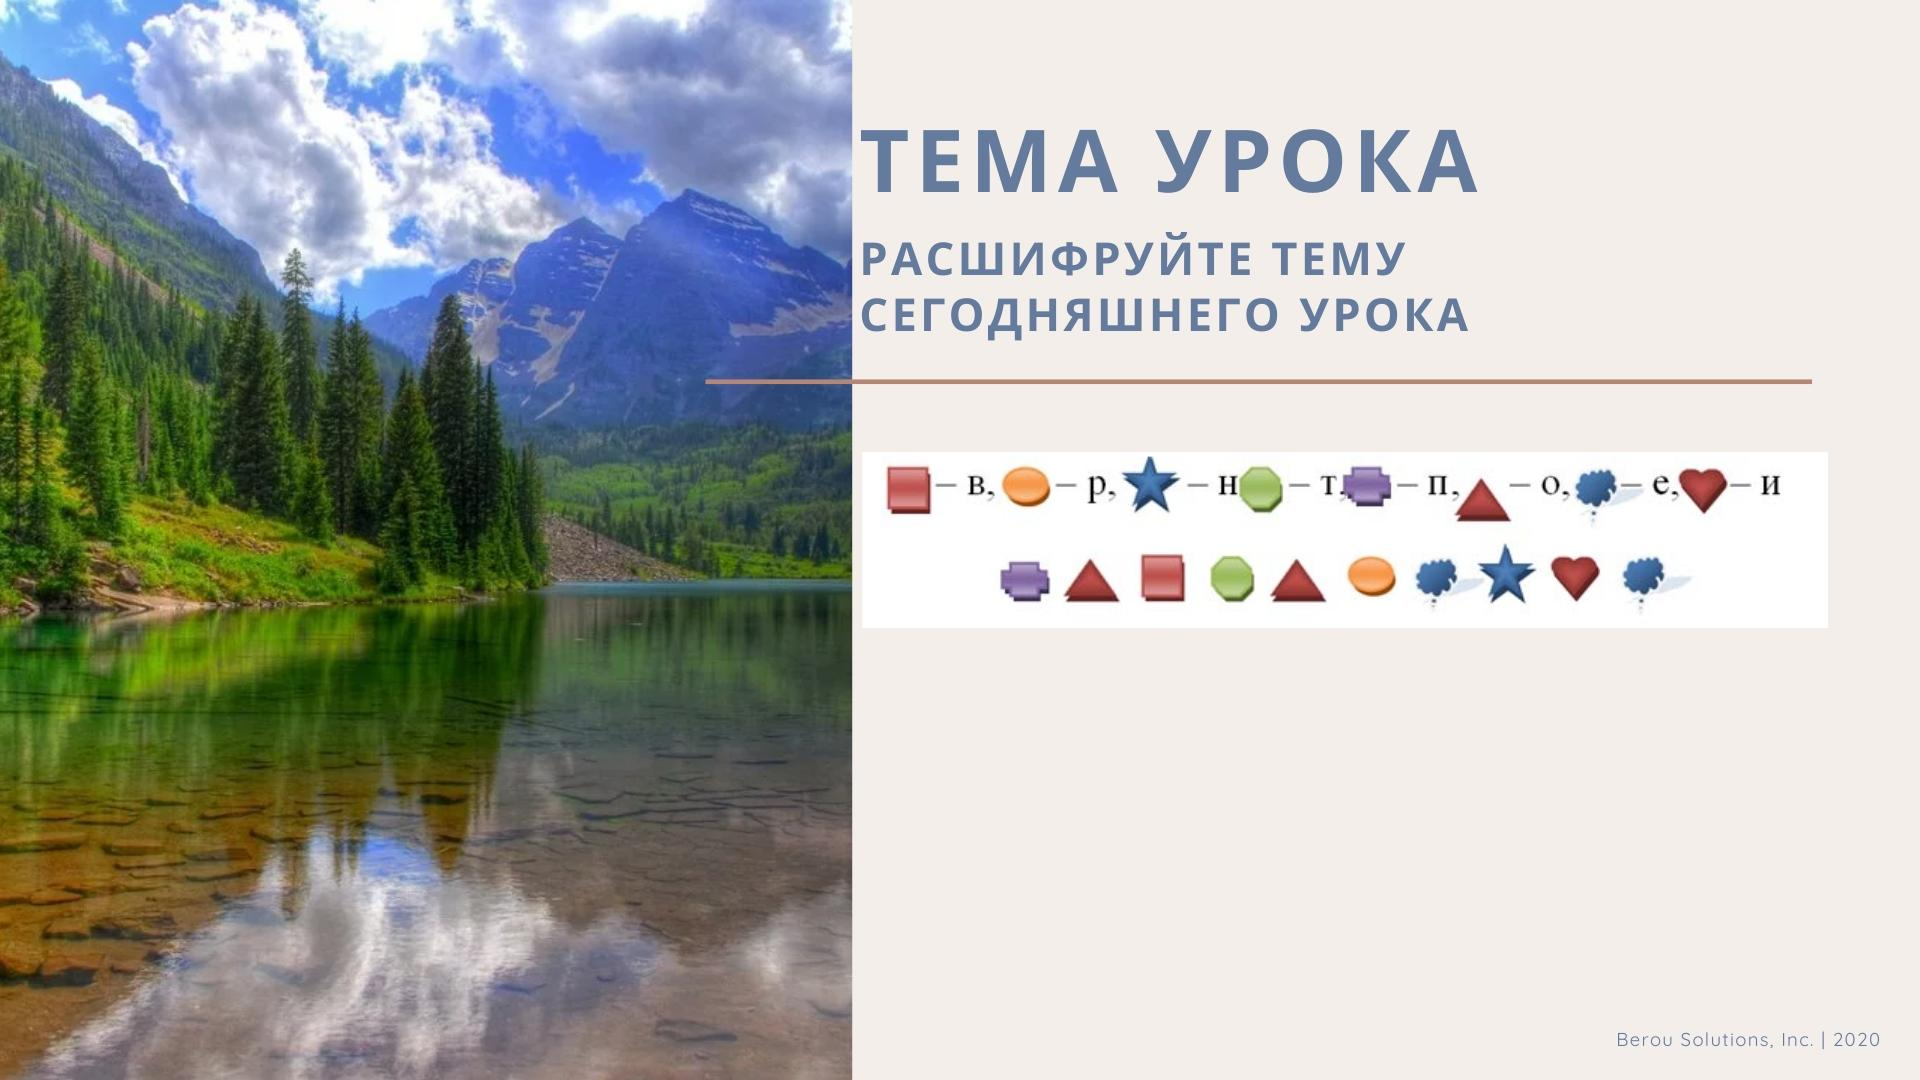 ТЕМА УРОКА
РАСШИФРУЙТЕ ТЕМУ
СЕГОДНЯШНЕГО УРОКА
– в, – р, – н – т, – п, – о, – е, – и
Berou Solutions, Inc. | 2020